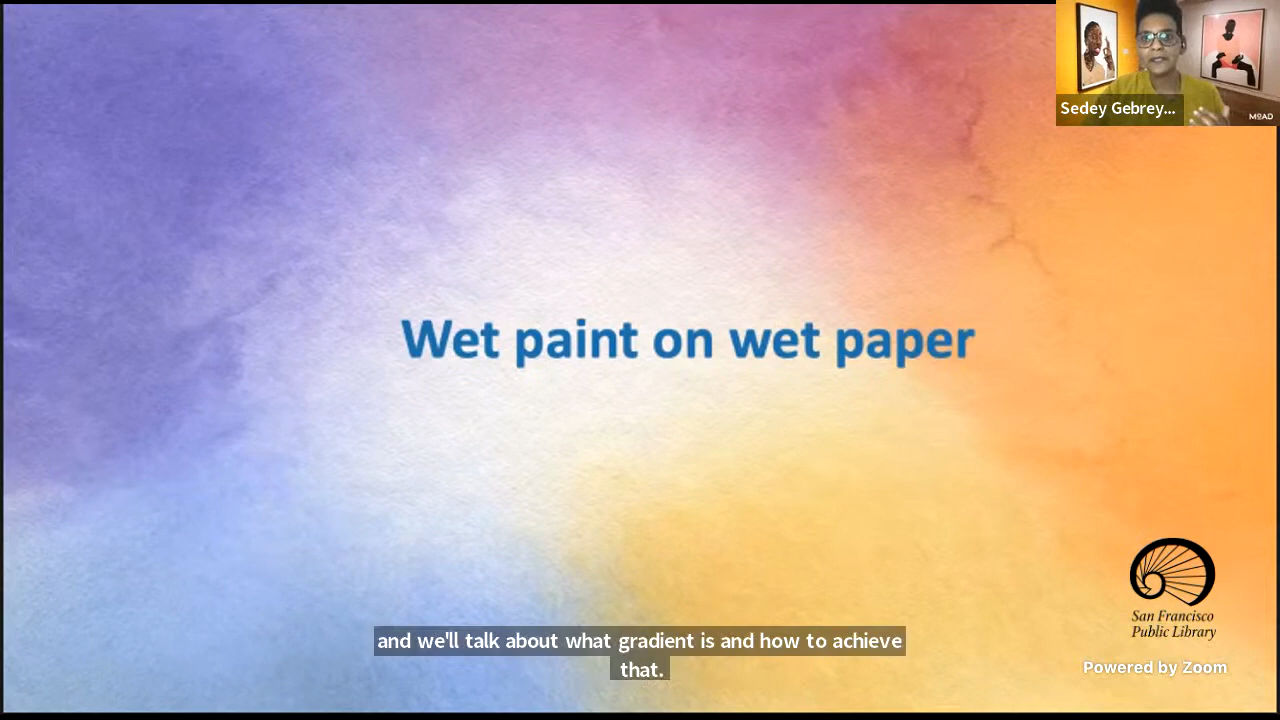 Sedey Gebrey...
MoAD
Wet paint on wet paper
San Francisco
Public Library
and we'll talk about what gradient is and how to achieve
that.
Powered by Zoom